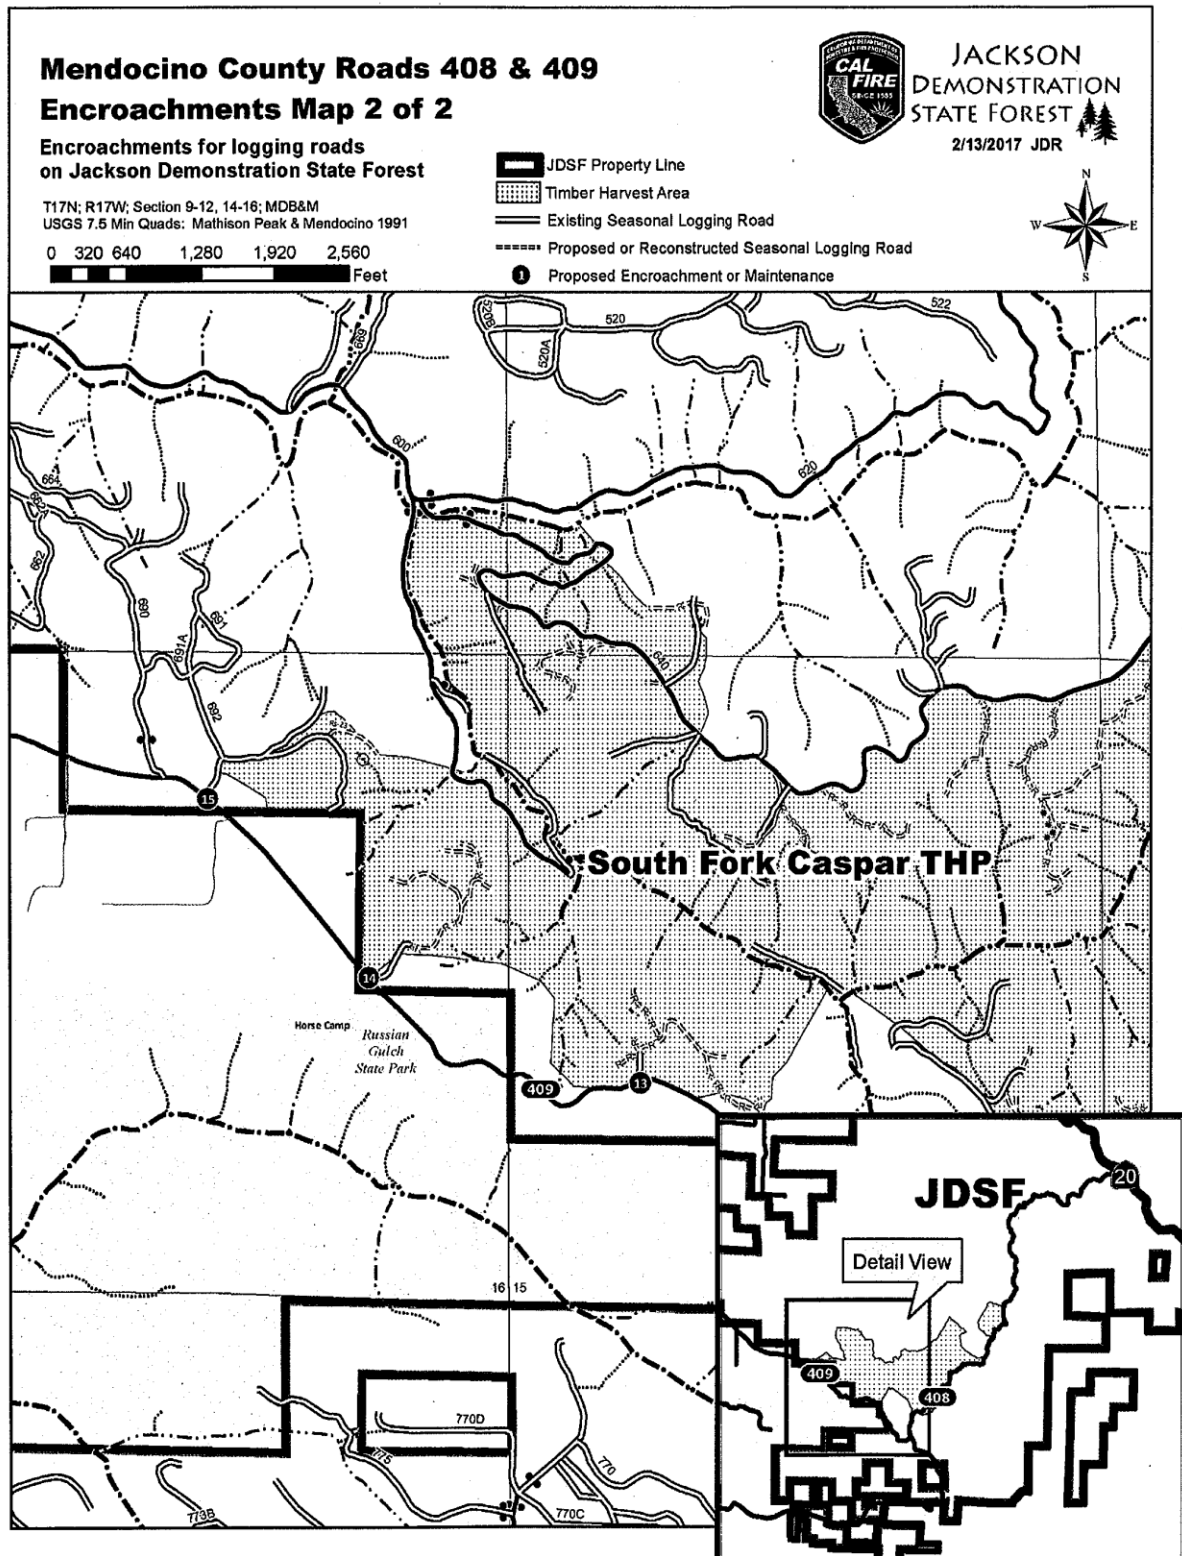 Mendocino County Roads 408 & 409
Encroachments Map 2 of 2
Encroachments for logging roads
on Jackson Demonstration State Forest
T17N; R17W; Section 9-12, 14-16; MDB&M
USGS 7.5 Min Quads: Mathison Peak & Mendocino 1991
0 320 640 1,280 1,920 2,560
Feet
JDSF Property Line
Timber Harvest Area
Existing Seasonal Logging Road
Proposed or Reconstructed Seasonal Logging Road
1 Proposed Encroachment or Maintenance
CAL
FIRE
SINCE 1885
JACKSON
DEMONSTRATION
STATE FOREST
2/13/2017 JDR
N
W E
S
520B
520
522
520A
669
600
620
664
662
690
691
691A
692
640
15
South Fork Caspar THP
14
Horse Camp
Russian
Gulch
State Park
409
13
16 15
770D
775
770
773B
770C
JDSF
20
Detail View
409
408